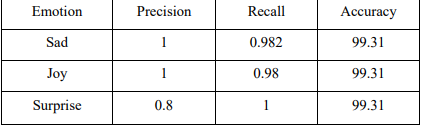 Emotion Precision Recall Accuracy
Sad 1 0.982 99.31
Joy 1 0.98 99.31
Surprise 0.8 1 99.31